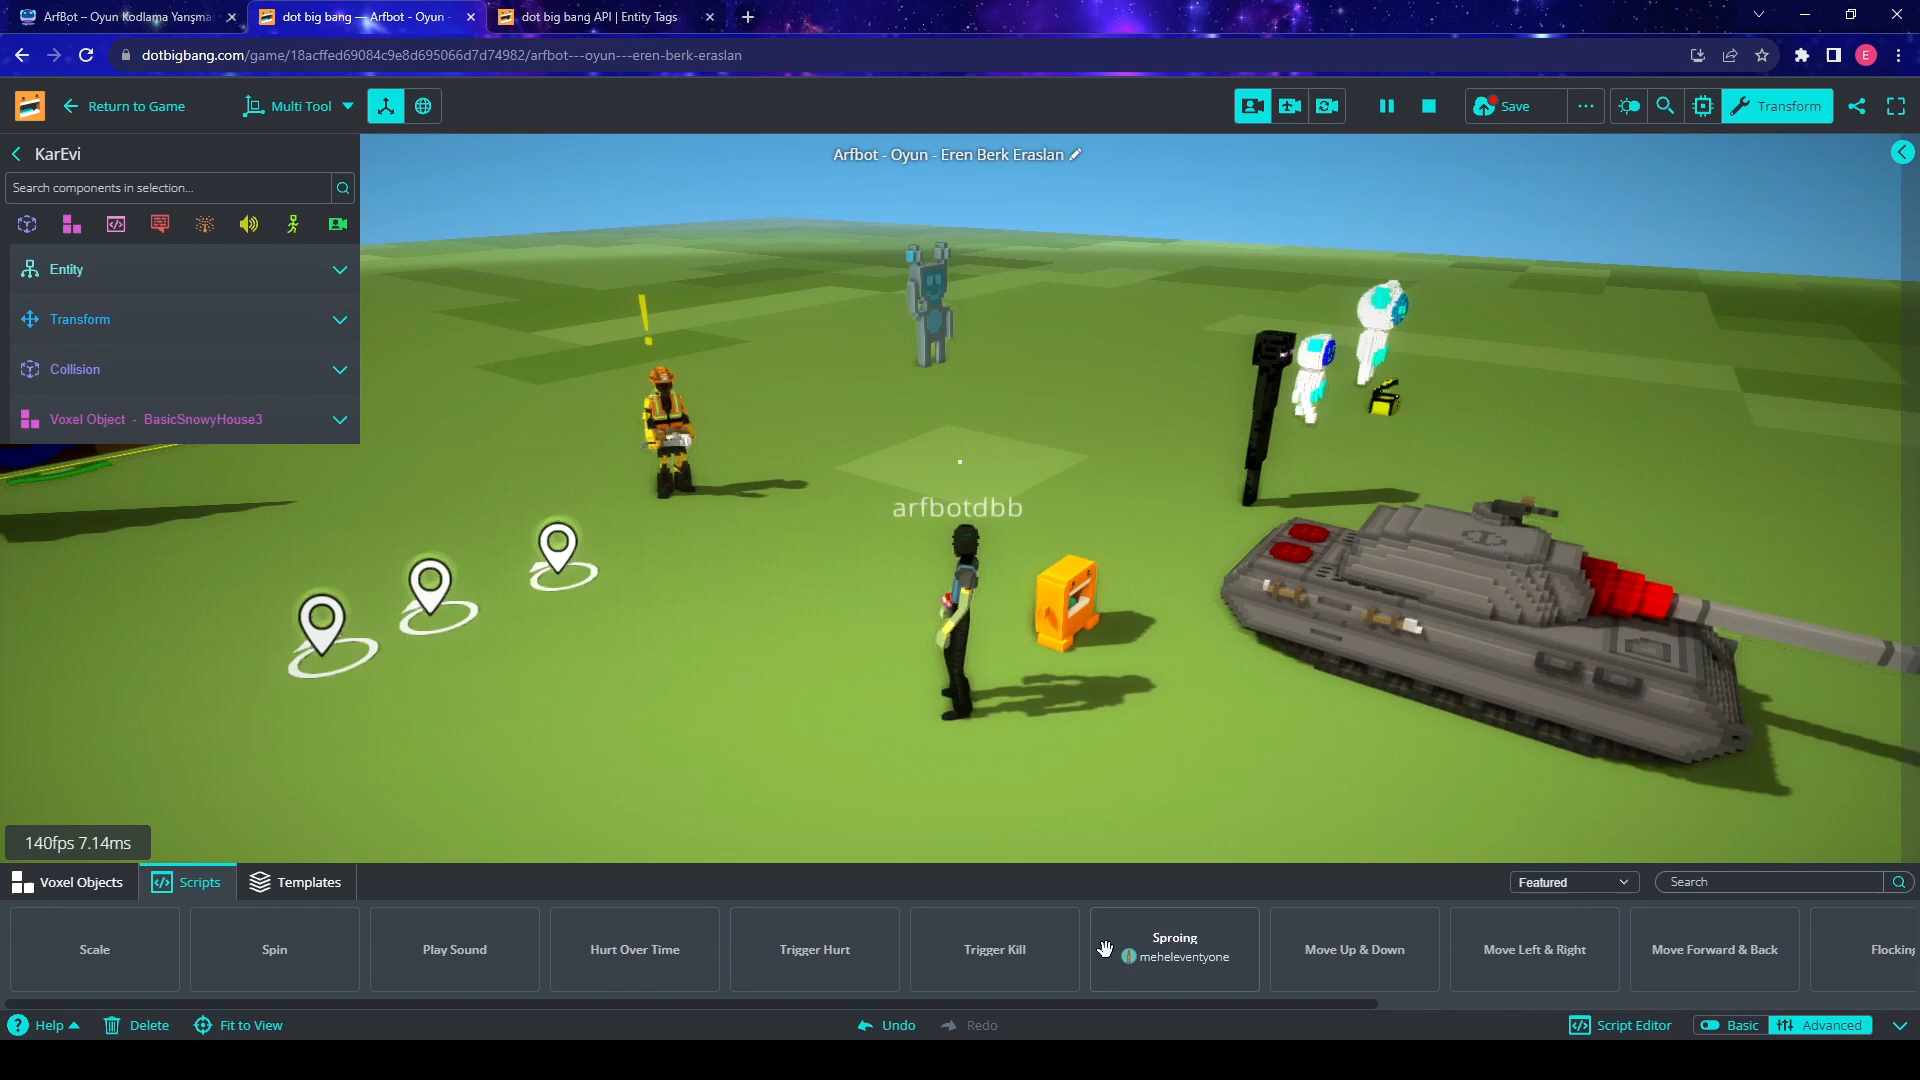 ArfBot – Oyun Kodlama Yarışma
dot big bang — Arfbot - Oyun -
dot big bang API | Entity Tags
dotbigbang.com/game/18acffed69084c9e8d695066d7d74982/arfbot---oyun---eren-berk-eraslan
E
Return to Game
Multi Tool
Save
Transform
KarEvi
Arfbot - Oyun - Eren Berk Eraslan
Search components in selection...
Entity
Transform
Collision
Voxel Object - BasicSnowyHouse3
arfbotdbb
140fps 7.14ms
Voxel Objects
Scripts
Templates
Featured
Search
Scale
Spin
Play Sound
Hurt Over Time
Trigger Hurt
Trigger Kill
Sproing
meheleventyone
Move Up & Down
Move Left & Right
Move Forward & Back
Flocking
? Help
Delete
Fit to View
Undo
Redo
Script Editor
Basic
Advanced